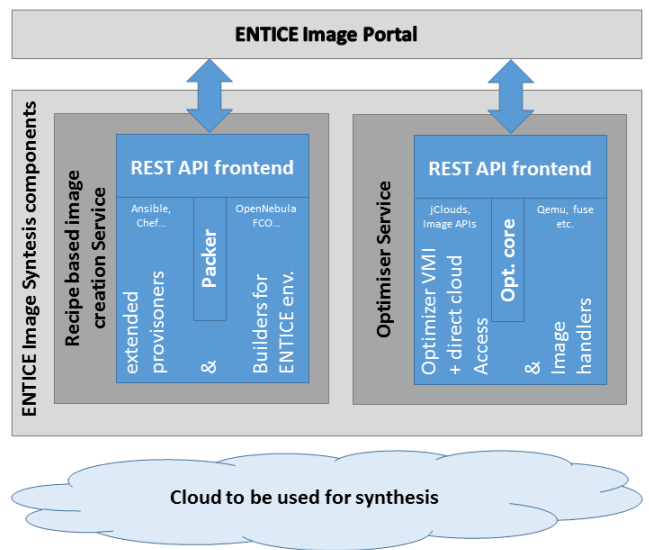 ENTICE Image Portal
ENTICE Image Syntesis components
Recipe based image
creation Service
REST API frontend
Ansible,
Chef...
OpenNebula
FCO...
Packer
extended
provisoners
&
Builders for
ENTICE env.
Optimiser Service
REST API frontend
jClouds,
Image APIs
Qemu, fuse
etc.
Opt. core
Optimizer VMI
+ direct cloud
Access
&
Image
handlers
Cloud to be used for synthesis